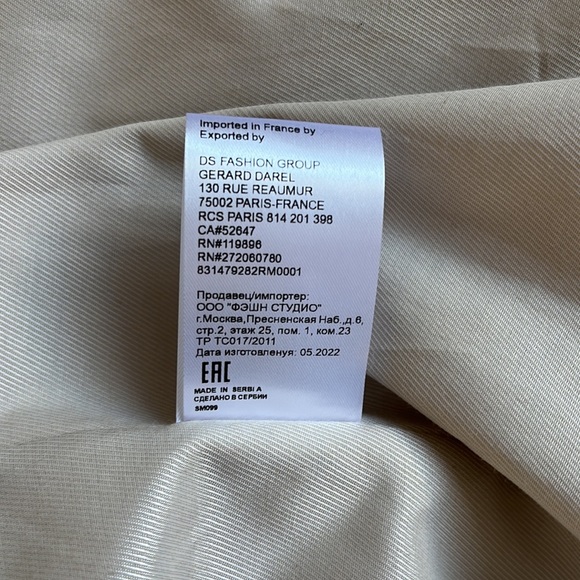 Imported in France by
Exported by
DS FASHION GROUP
GERARD DAREL
130 RUE REAUMUR
75002 PARIS-FRANCE
RCS PARIS 814 201 398
CA#52647
RN#119896
RN#272060780
831479282RM0001
Продавец/импортер:
ООО "ФЭШН СТУДИО"
г.Москва,Пресненская Наб.,д.6,
стр.2, этаж 25, пом. 1, ком.23
ТР ТС017/2011
Дата изготовления: 05.2022
EAC
MADE IN SERBIA
СДЕЛАНО В СЕРБИИ
SM099